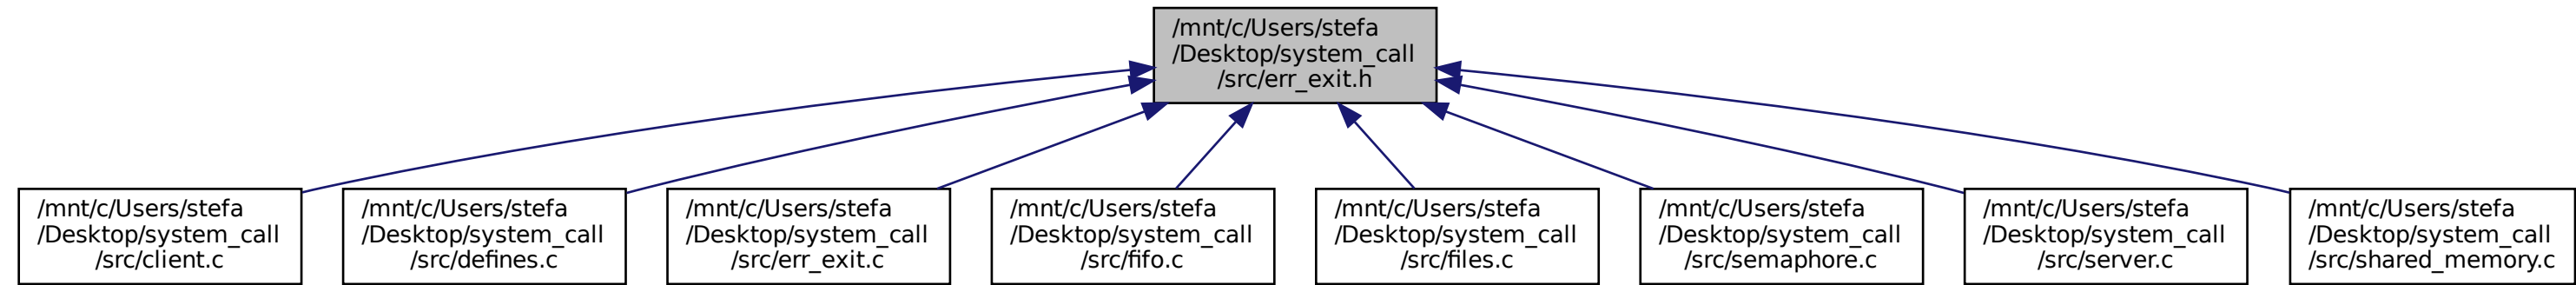 /mnt/c/Users/stefa
/Desktop/system_call
/src/err_exit.h
/mnt/c/Users/stefa
/Desktop/system_call
/src/client.c
/mnt/c/Users/stefa
/Desktop/system_call
/src/defines.c
/mnt/c/Users/stefa
/Desktop/system_call
/src/err_exit.c
/mnt/c/Users/stefa
/Desktop/system_call
/src/fifo.c
/mnt/c/Users/stefa
/Desktop/system_call
/src/files.c
/mnt/c/Users/stefa
/Desktop/system_call
/src/semaphore.c
/mnt/c/Users/stefa
/Desktop/system_call
/src/server.c
/mnt/c/Users/stefa
/Desktop/system_call
/src/shared_memory.c